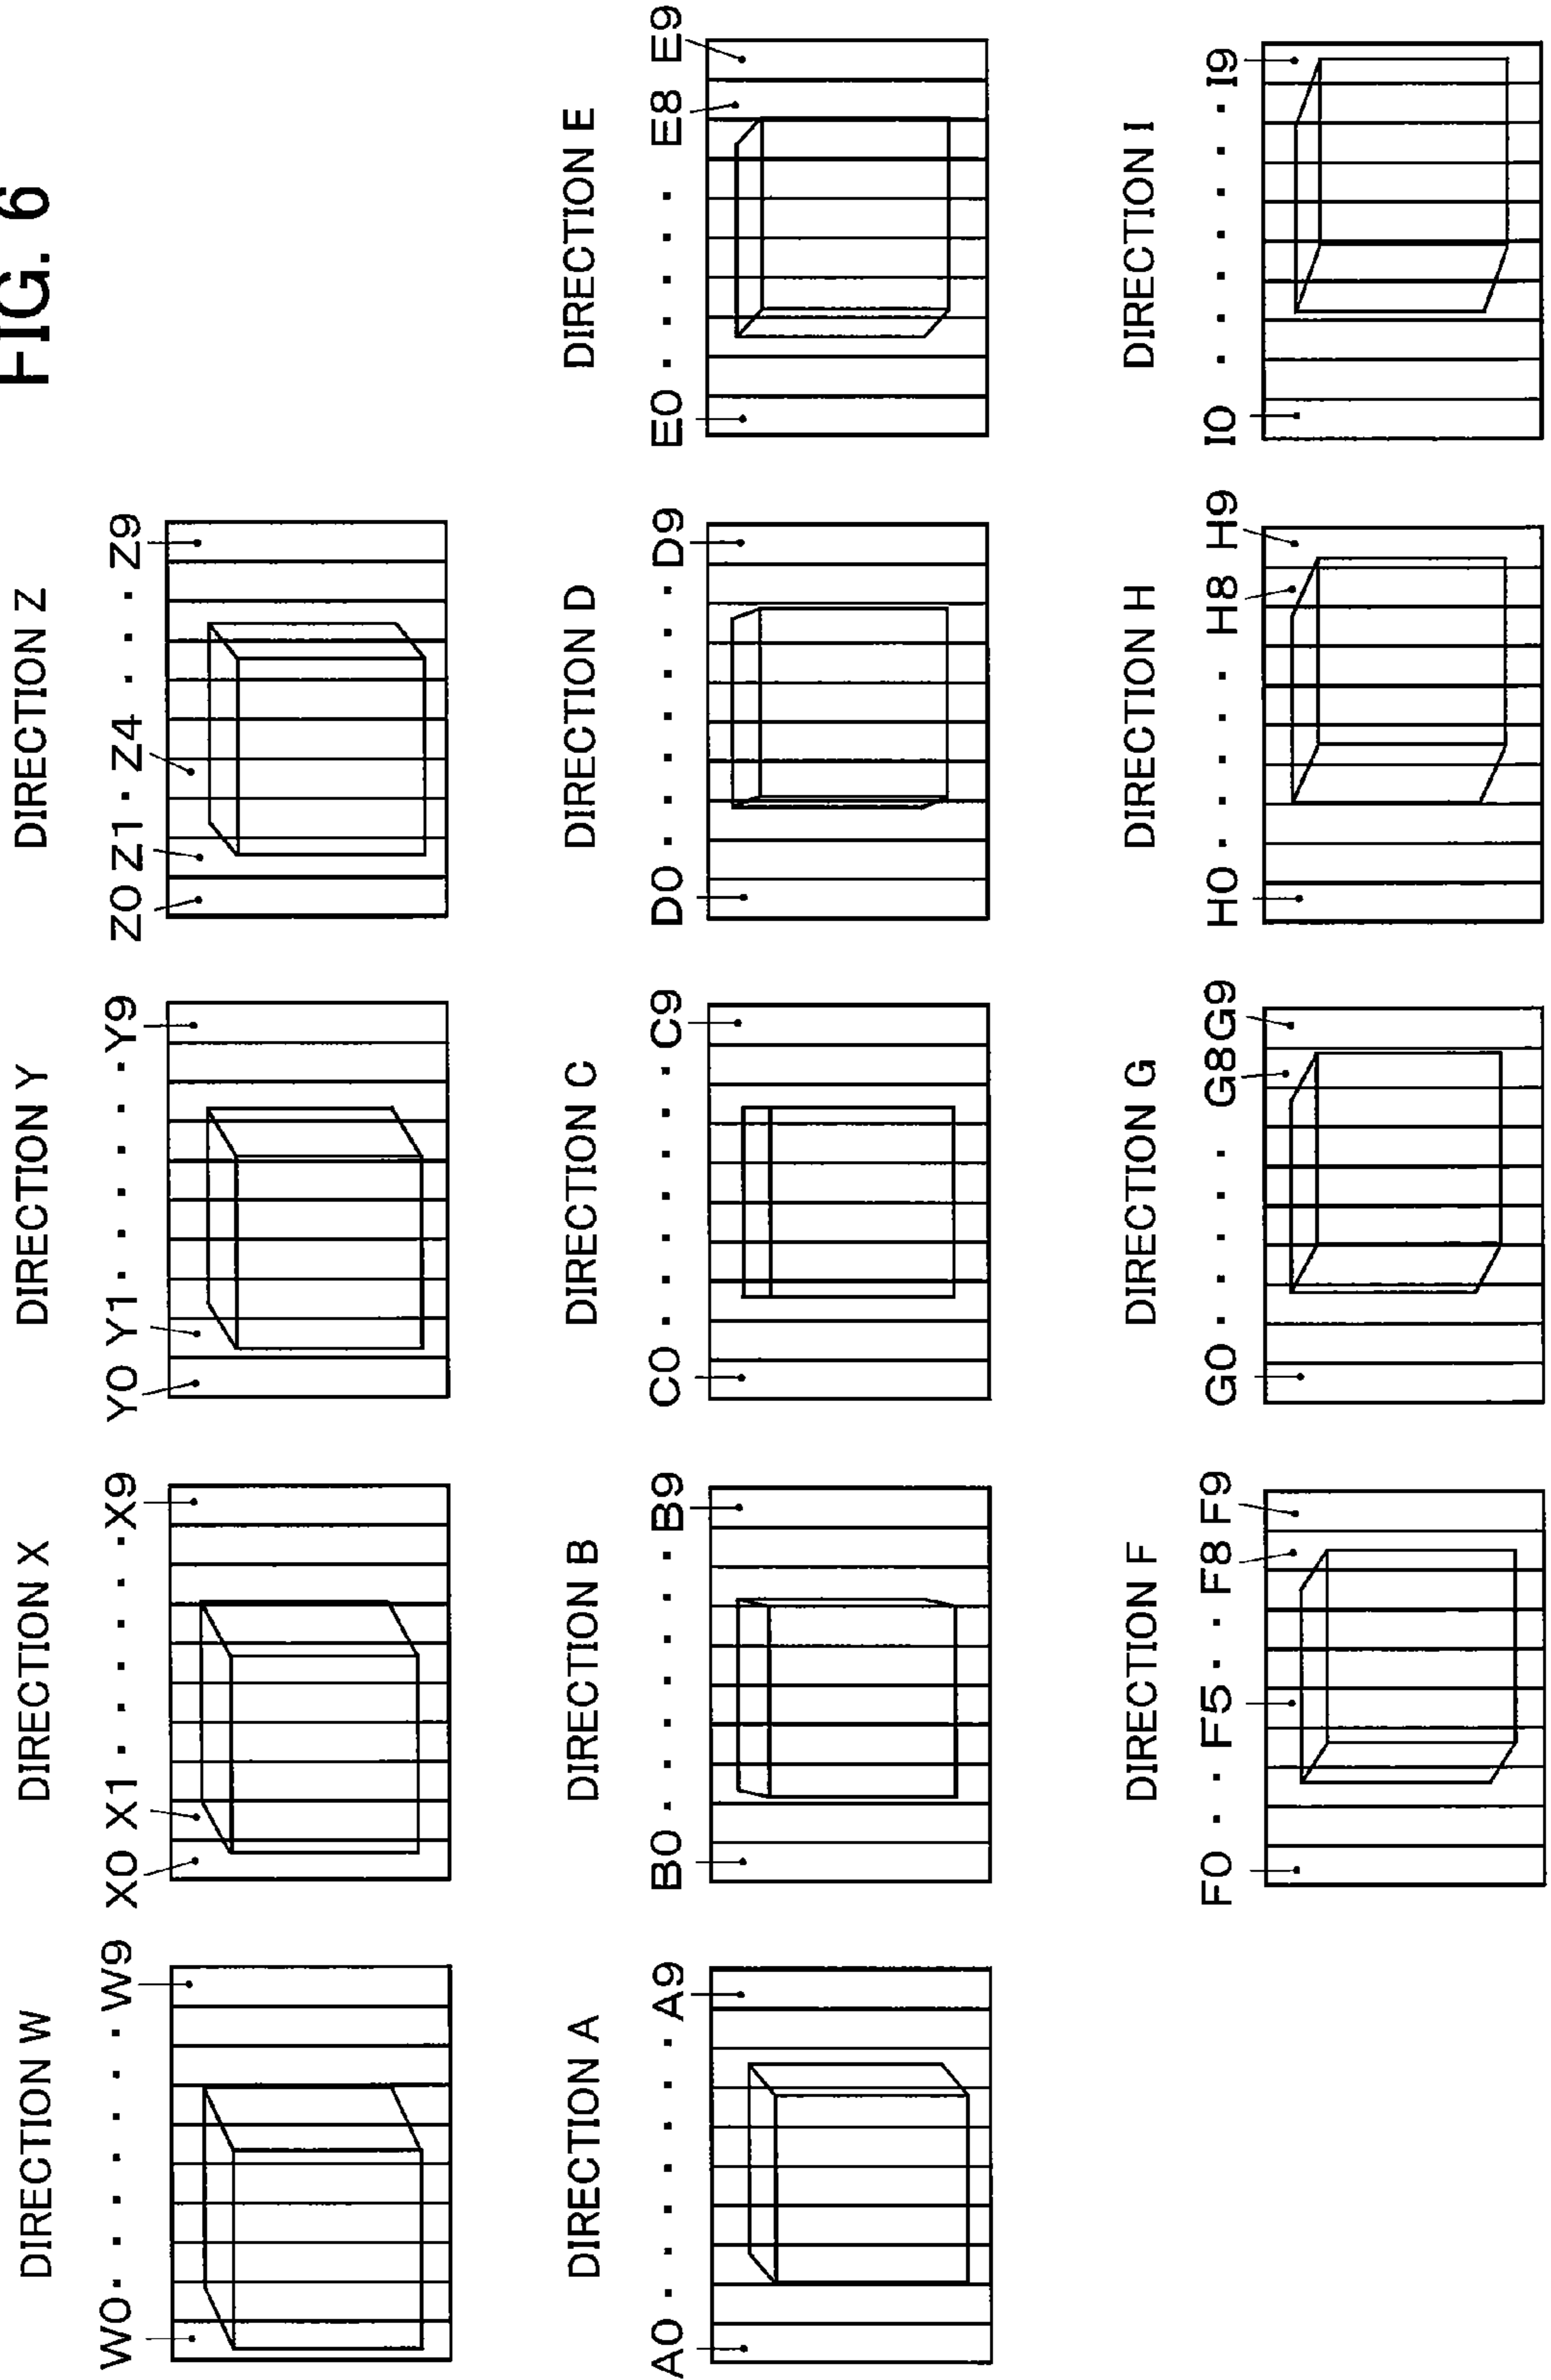 FIG. 6
DIRECTION W
W0 · · · · · · · W9
DIRECTION X
X0 X1 · · · · · · X9
DIRECTION Y
Y0 Y1 · · · · · · Y9
DIRECTION Z
Z0 Z1 · Z4 · · · Z9
DIRECTION A
A0 · · · · · · · A9
DIRECTION B
B0 · · · · · · · B9
DIRECTION C
C0 · · · · · · · C9
DIRECTION D
D0 · · · · · · · D9
DIRECTION E
E0 · · · · · E8 E9
DIRECTION F
F0 · · F5 · · F8 F9
DIRECTION G
G0 · · · · · G8 G9
DIRECTION H
H0 · · · · · H8 H9
DIRECTION I
I0 · · · · · · · I9